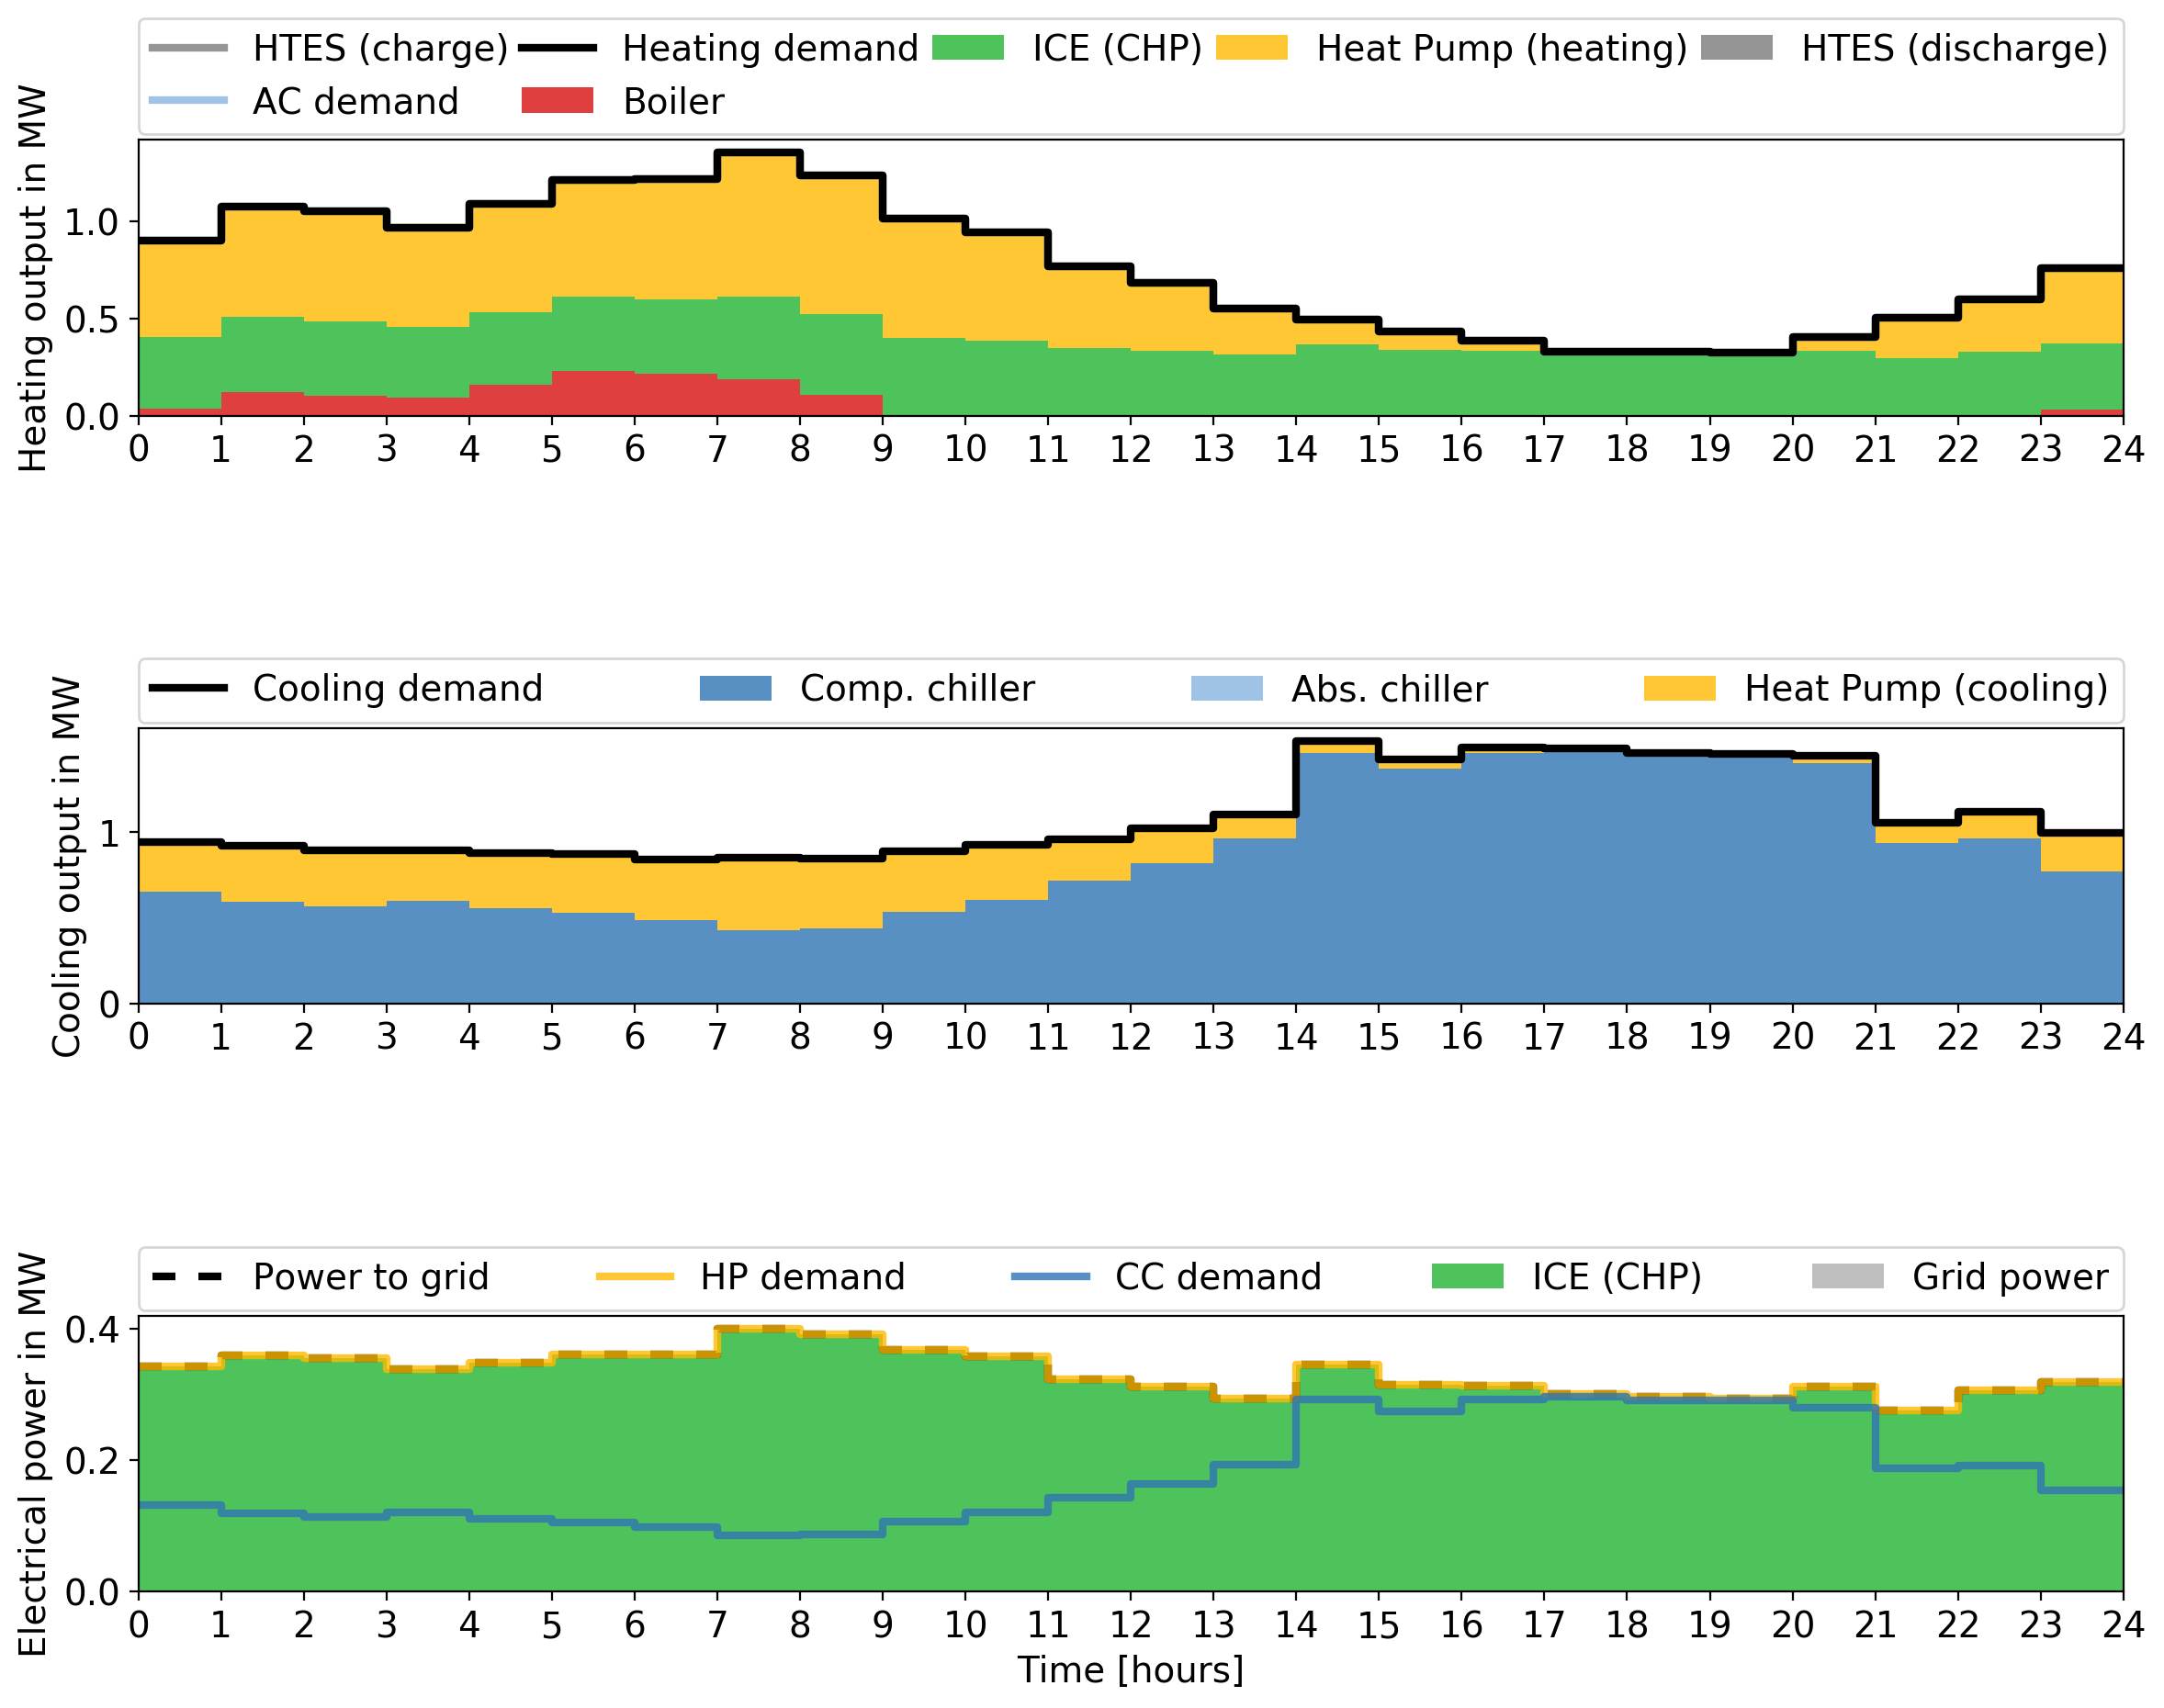 HTES (charge) Heating demand ICE (CHP) Heat Pump (heating) HTES (discharge)
AC demand Boiler
Heating output in MW
1.0
0.5
0.0
0 1 2 3 4 5 6 7 8 9 10 11 12 13 14 15 16 17 18 19 20 21 22 23 24
Cooling demand Comp. chiller Abs. chiller Heat Pump (cooling)
Cooling output in MW
1
0
0 1 2 3 4 5 6 7 8 9 10 11 12 13 14 15 16 17 18 19 20 21 22 23 24
Power to grid HP demand CC demand ICE (CHP) Grid power
Electrical power in MW
0.4
0.2
0.0
0 1 2 3 4 5 6 7 8 9 10 11 12 13 14 15 16 17 18 19 20 21 22 23 24
Time [hours]